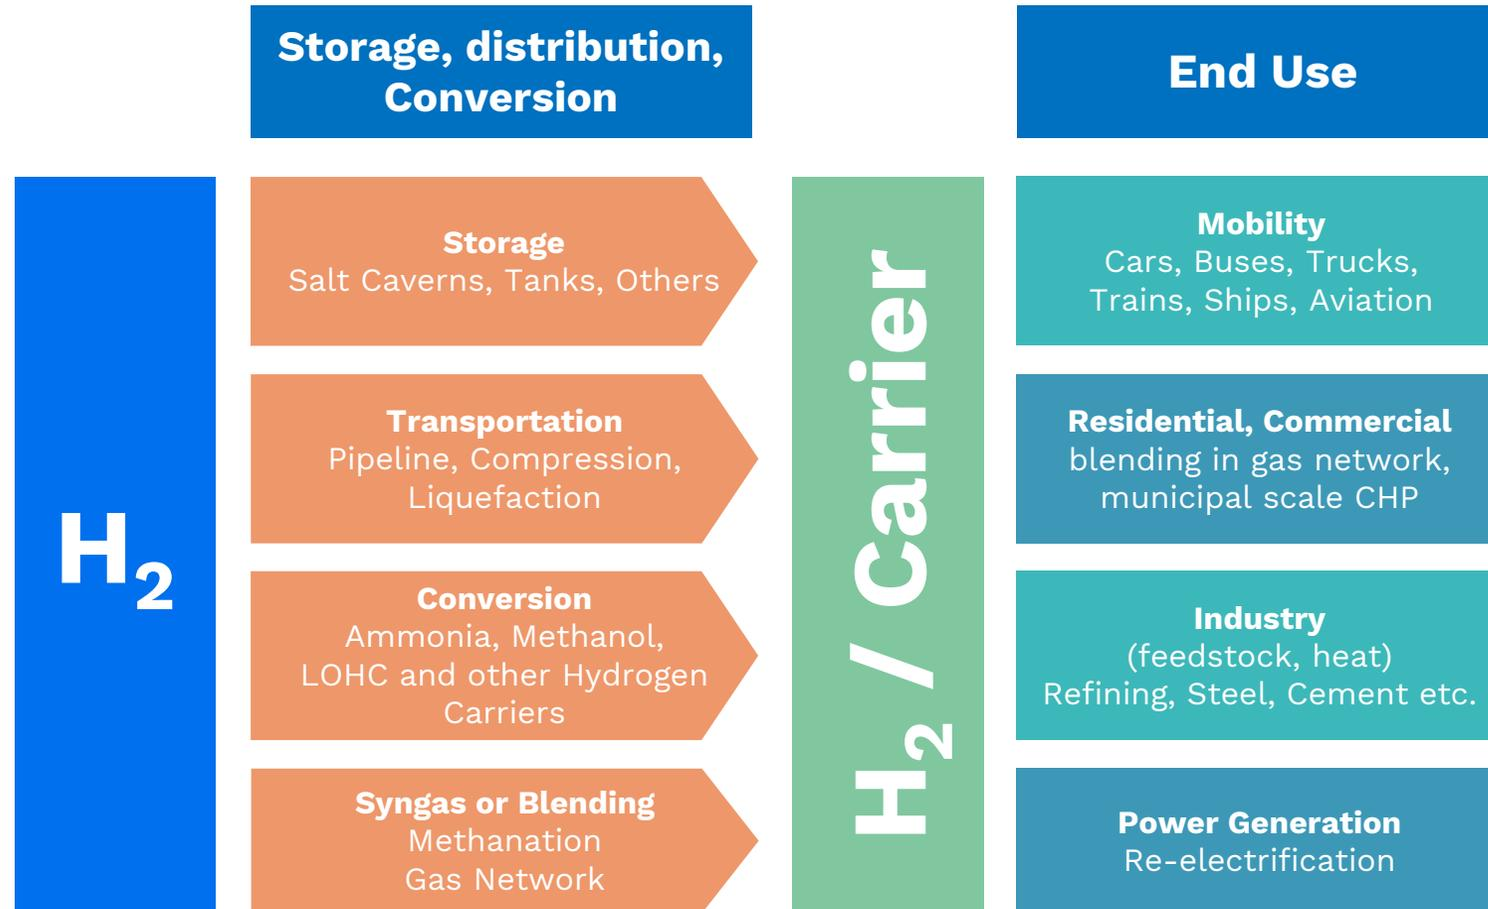 Storage, distribution,
Conversion
End Use
H₂
Storage
Salt Caverns, Tanks, Others
Transportation
Pipeline, Compression,
Liquefaction
Conversion
Ammonia, Methanol,
LOHC and other Hydrogen
Carriers
Syngas or Blending
Methanation
Gas Network
H₂ / Carrier
Mobility
Cars, Buses, Trucks,
Trains, Ships, Aviation
Residential, Commercial
blending in gas network,
municipal scale CHP
Industry
(feedstock, heat)
Refining, Steel, Cement etc.
Power Generation
Re-electrification